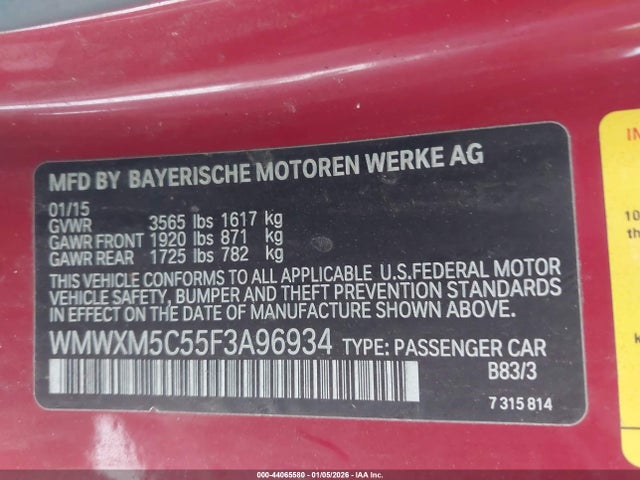 MFD BY BAYERISCHE MOTOREN WERKE AG
01/15
GVWR 3565 lbs 1617 kg
GAWR FRONT 1920 lbs 871 kg
GAWR REAR 1725 lbs 782 kg
THIS VEHICLE CONFORMS TO ALL APPLICABLE U.S.FEDERAL MOTOR
VEHICLE SAFETY, BUMPER AND THEFT PREVENTION STANDARDS
IN EFFECT ON THE DATE OF MANUFACTURE SHOWN ABOVE.
WMWXM5C55F3A96934 TYPE: PASSENGER CAR
B83/3
7 315 814
10
th
000-44065580 - 01/05/2026 - IAA Inc.